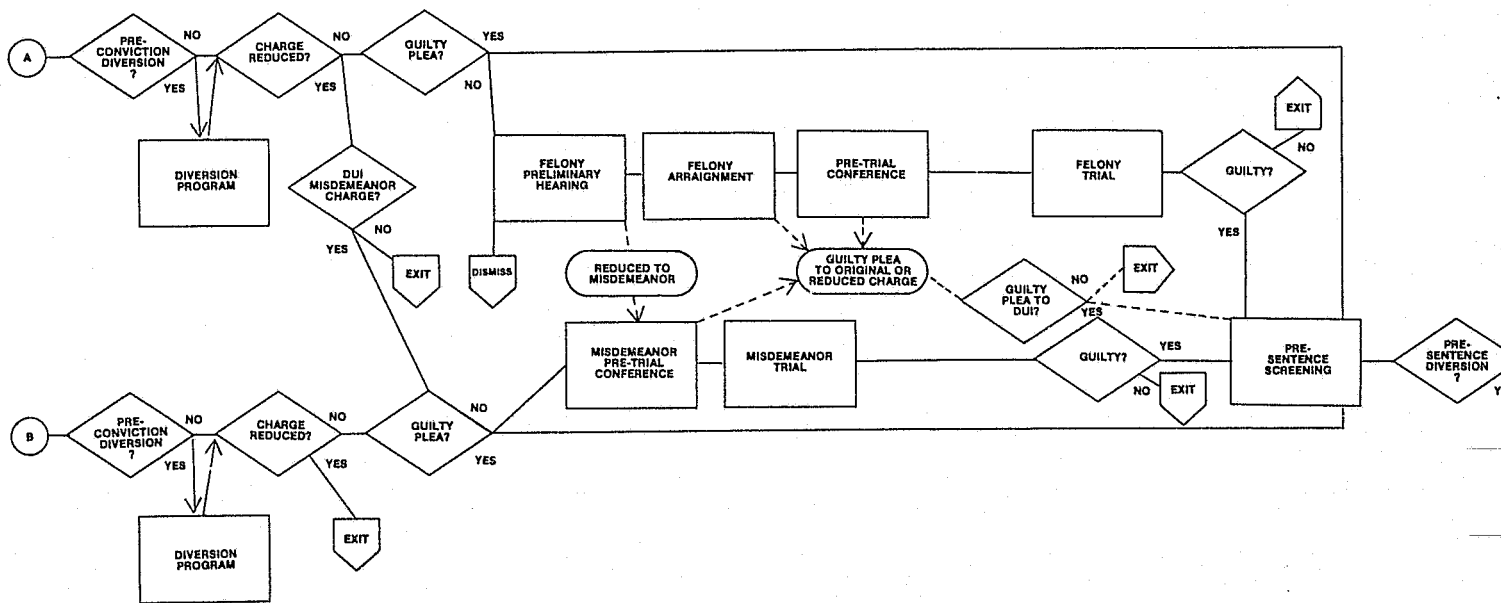 A
PRE-
CONVICTION
DIVERSION
?
NO
YES
CHARGE
REDUCED?
NO
YES
GUILTY
PLEA?
YES
NO
DIVERSION
PROGRAM
DUI
MISDEMEANOR
CHARGE?
NO
YES
EXIT
DISMISS
FELONY
PRELIMINARY
HEARING
FELONY
ARRAIGNMENT
PRE-TRIAL
CONFERENCE
FELONY
TRIAL
GUILTY?
NO
YES
EXIT
REDUCED TO
MISDEMEANOR
GUILTY PLEA
TO ORIGINAL OR
REDUCED CHARGE
GUILTY
PLEA TO
DUI?
NO
YES
EXIT
MISDEMEANOR
PRE-TRIAL
CONFERENCE
MISDEMEANOR
TRIAL
GUILTY?
YES
NO
EXIT
PRE-
SENTENCE
SCREENING
PRE-
SENTENCE
DIVERSION
?
Y
B
PRE-
CONVICTION
DIVERSION
?
NO
YES
CHARGE
REDUCED?
NO
YES
GUILTY
PLEA?
NO
YES
DIVERSION
PROGRAM
EXIT